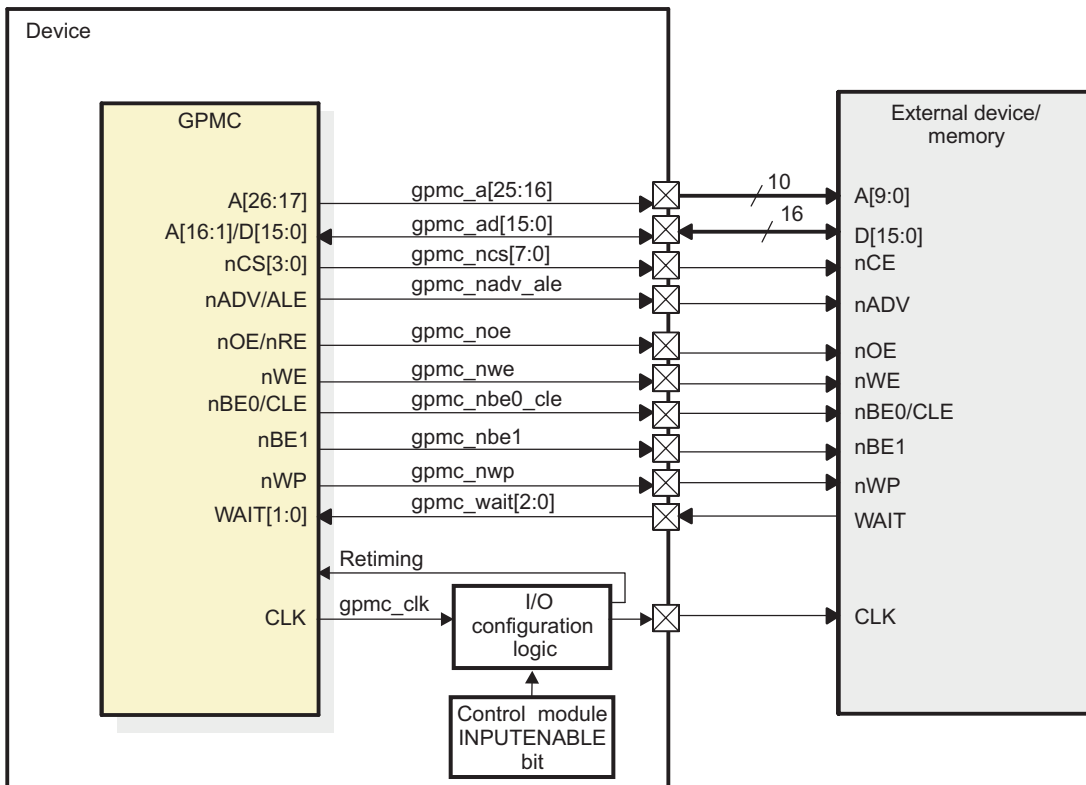 Device
GPMC
External device/
memory
A[26:17]
gpmc_a[25:16]
10
A[9:0]
A[16:1]/D[15:0]
gpmc_ad[15:0]
16
D[15:0]
nCS[3:0]
gpmc_ncs[7:0]
nCE
nADV/ALE
gpmc_nadv_ale
nADV
nOE/nRE
gpmc_noe
nOE
nWE
gpmc_nwe
nWE
nBE0/CLE
gpmc_nbe0_cle
nBE0/CLE
nBE1
gpmc_nbe1
nBE1
nWP
gpmc_nwp
nWP
WAIT[1:0]
gpmc_wait[2:0]
WAIT
Retiming
CLK
gpmc_clk
I/O
configuration
logic
CLK
Control module
INPUTENABLE
bit